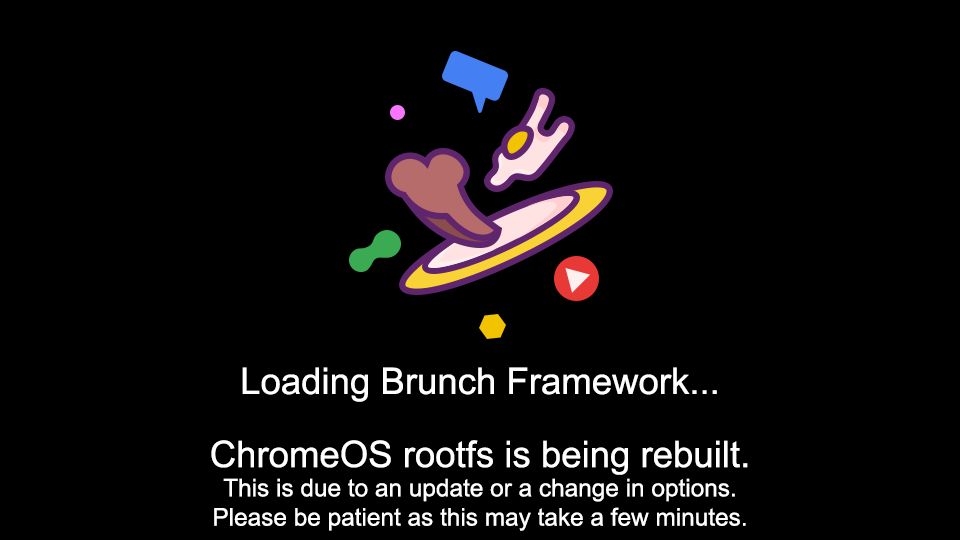 Loading Brunch Framework...
ChromeOS rootfs is being rebuilt.
This is due to an update or a change in options.
Please be patient as this may take a few minutes.